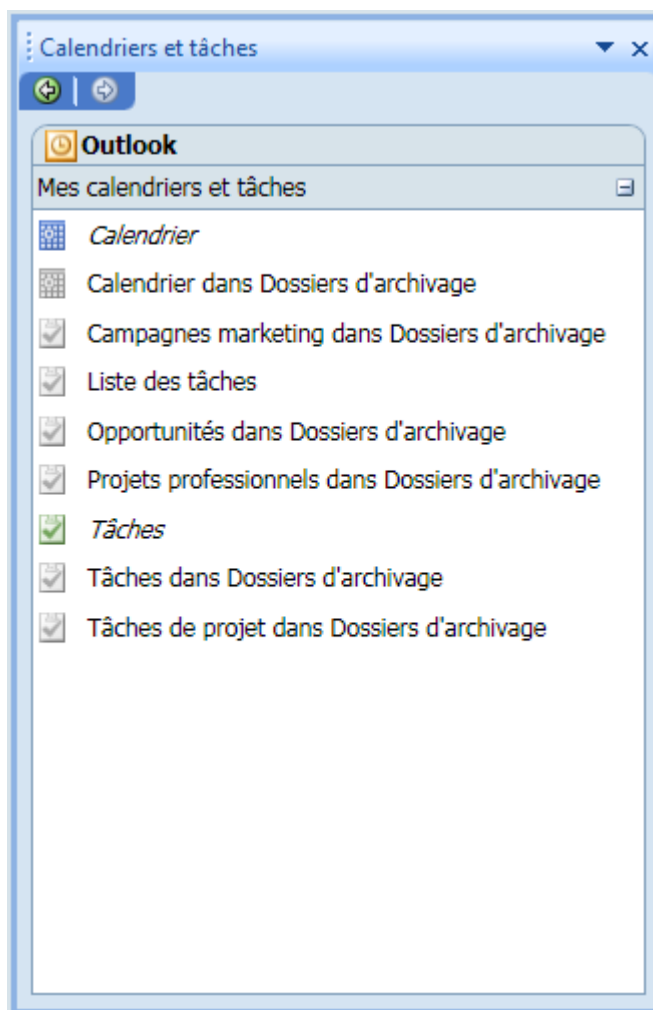 Calendriers et tâches
Outlook
Mes calendriers et tâches
Calendrier
Calendrier dans Dossiers d'archivage
Campagnes marketing dans Dossiers d'archivage
Liste des tâches
Opportunités dans Dossiers d'archivage
Projets professionnels dans Dossiers d'archivage
Tâches
Tâches dans Dossiers d'archivage
Tâches de projet dans Dossiers d'archivage